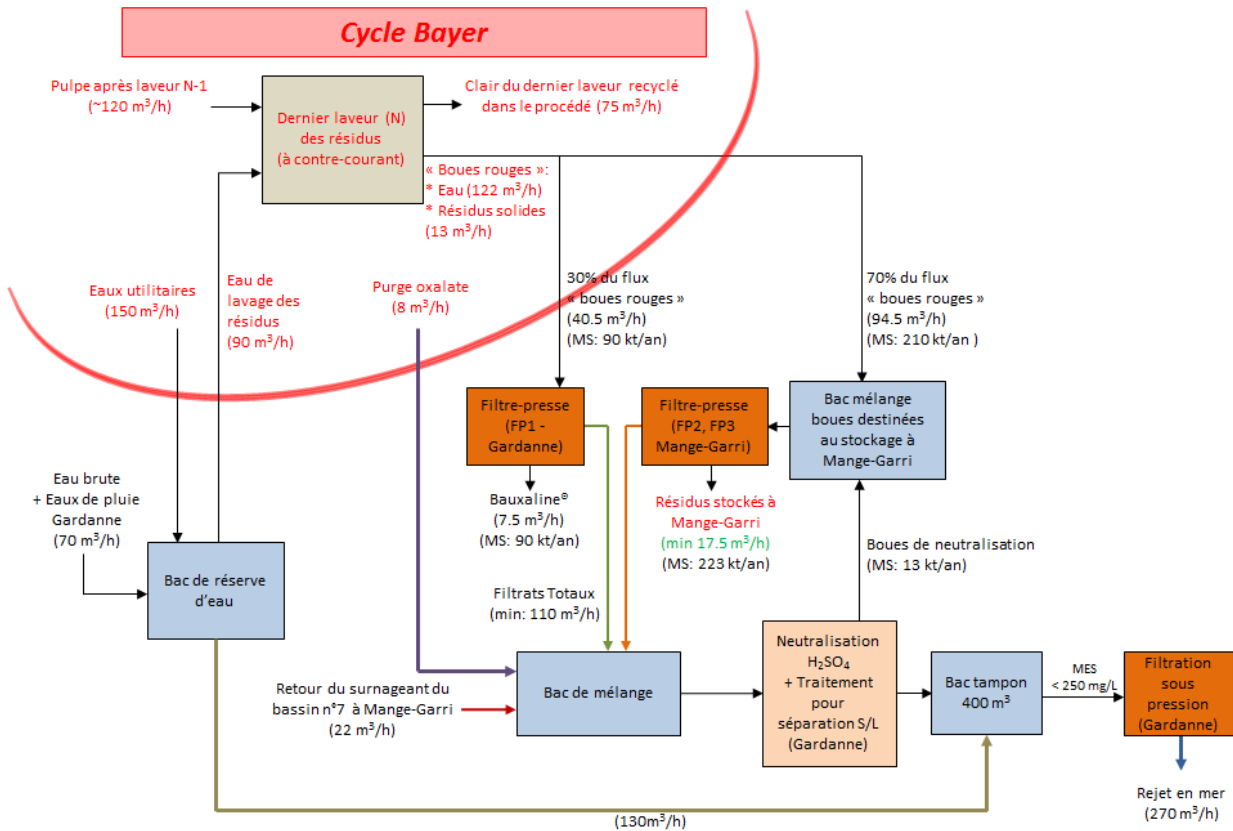 Cycle Bayer
Pulpe après laveur N-1
(~120 m³/h)
Dernier laveur (N)
des résidus
(à contre-courant)
Clair du dernier laveur recyclé
dans le procédé (75 m³/h)
« Boues rouges »:
* Eau (122 m³/h)
* Résidus solides
(13 m³/h)
Eaux utilitaires
(150 m³/h)
Eau de
lavage des
résidus
(90 m³/h)
Purge oxalate
(8 m³/h)
30% du flux
« boues rouges »
(40.5 m³/h)
(MS: 90 kt/an)
70% du flux
« boues rouges »
(94.5 m³/h)
(MS: 210 kt/an )
Filtre-presse
(FP1 -
Gardanne)
Filtre-presse
(FP2, FP3
Mange-Garri)
Bac mélange
boues destinées
au stockage à
Mange-Garri
Eau brute
+ Eaux de pluie
Gardanne
(70 m³/h)
Bauxaline®
(7.5 m³/h)
(MS: 90 kt/an)
Résidus stockés à
Mange-Garri
(min 17.5 m³/h)
(MS: 223 kt/an)
Boues de neutralisation
(MS: 13 kt/an)
Bac de réserve
d'eau
Filtrats Totaux
(min: 110 m³/h)
Retour du surnageant du
bassin n°7 à Mange-Garri
(22 m³/h)
Bac de mélange
Neutralisation
H₂SO₄
+ Traitement
pour
séparation S/L
(Gardanne)
Bac tampon
400 m³
MES
< 250 mg/L
Filtration
sous
pression
(Gardanne)
Rejet en mer
(270 m³/h)
(130m³/h)